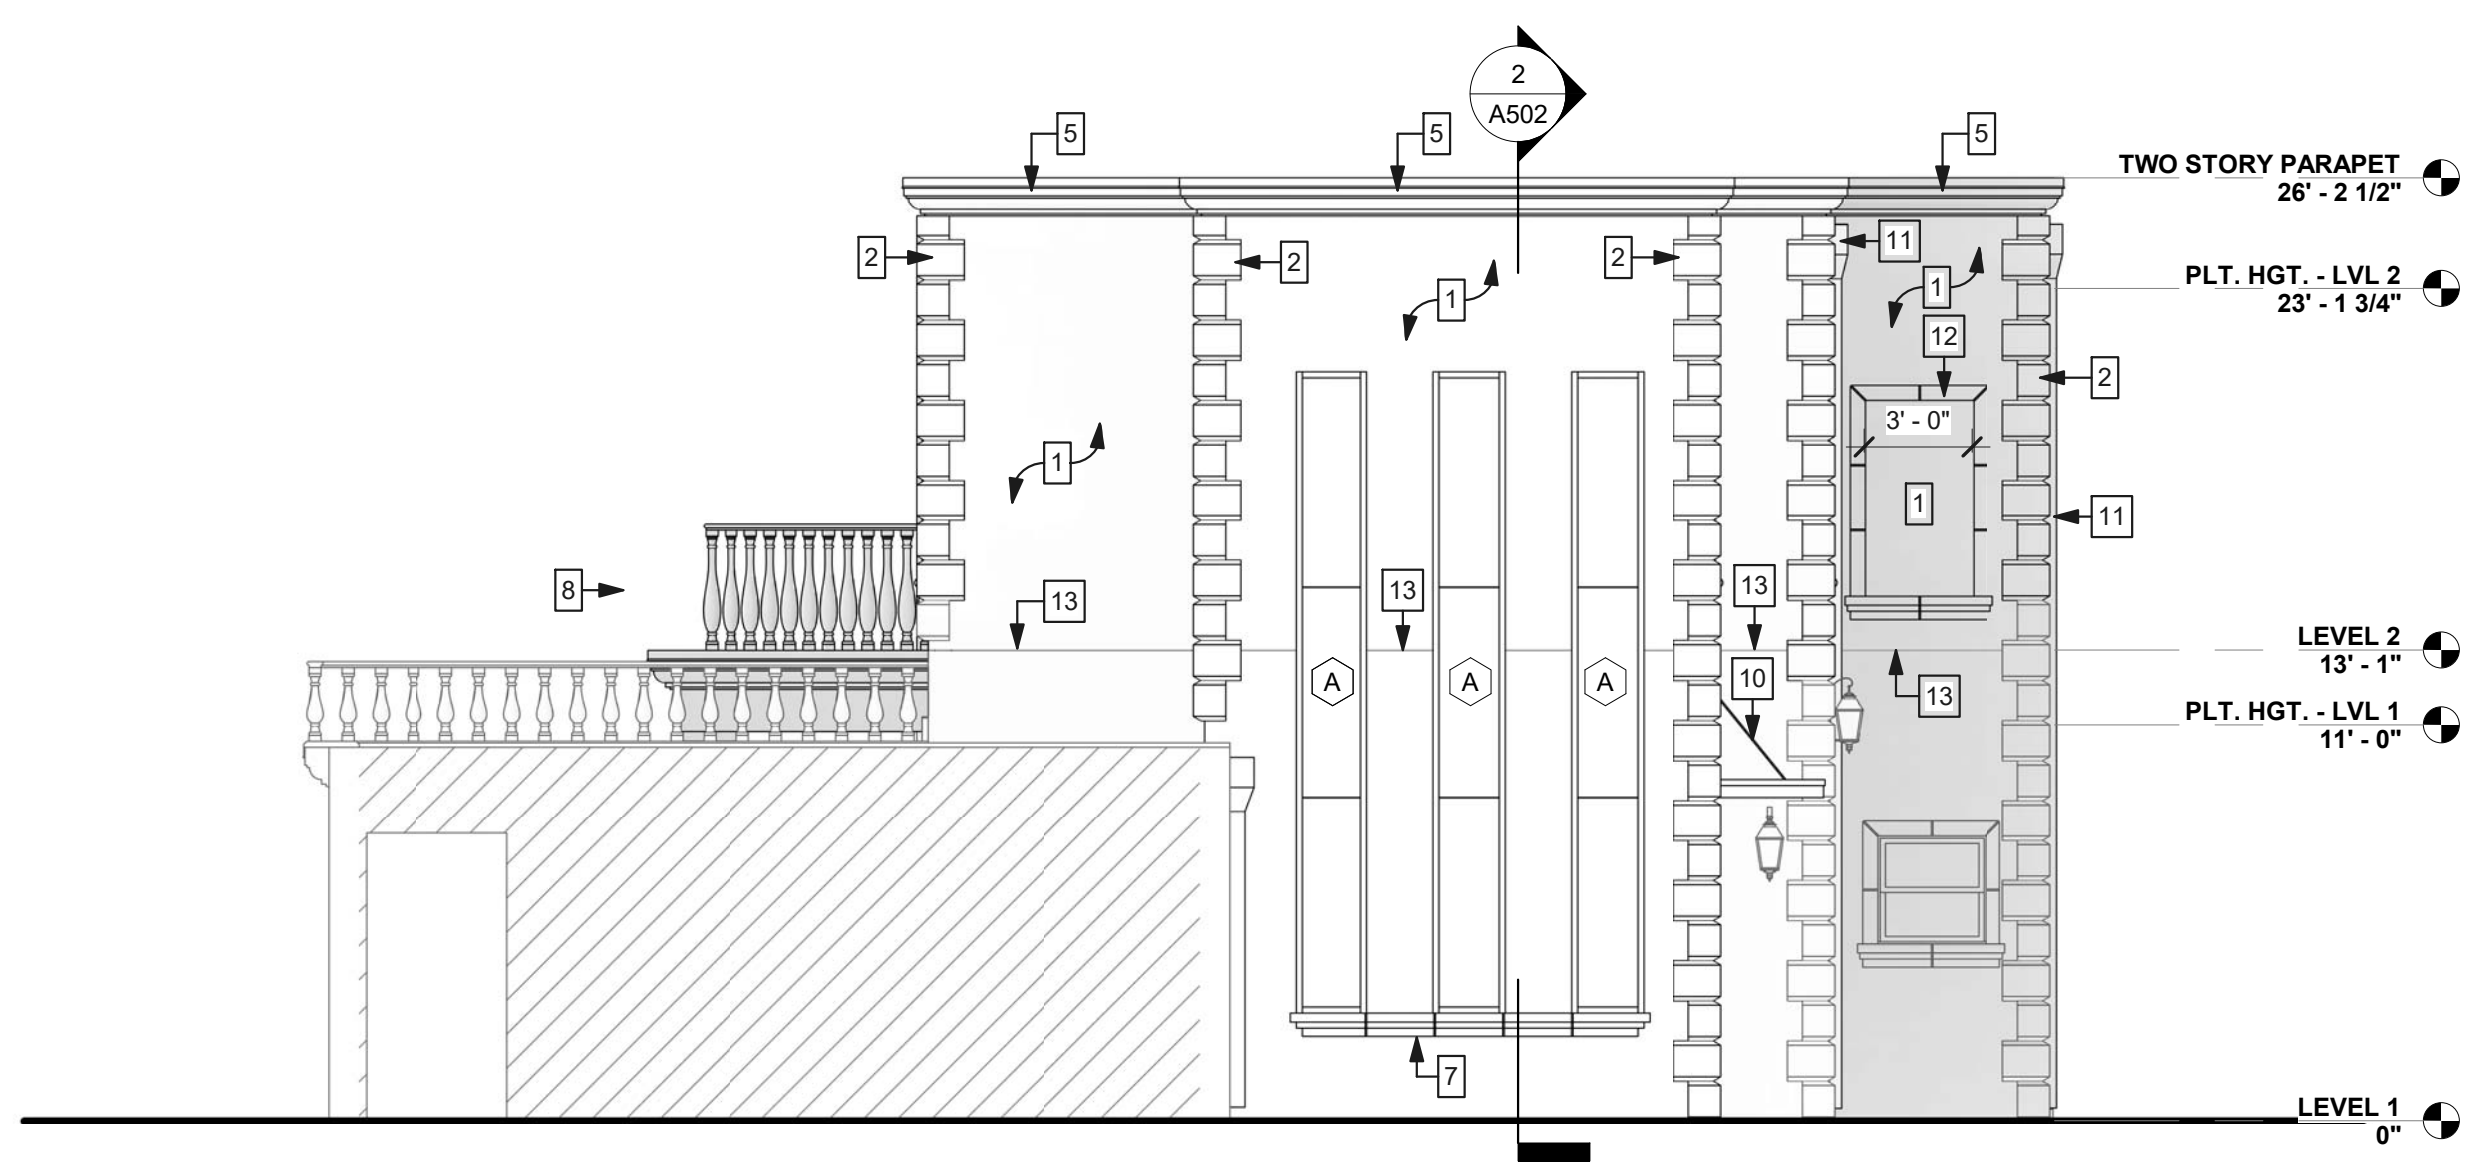 2
A502
5
5
5
TWO STORY PARAPET
26' - 2 1/2"
2
2
2
11
1
1
PLT. HGT. - LVL 2
23' - 1 3/4"
12
2
3' - 0"
1
1
11
8
13
13
13
LEVEL 2
13' - 1"
A
A
A
10
13
PLT. HGT. - LVL 1
11' - 0"
7
LEVEL 1
0"